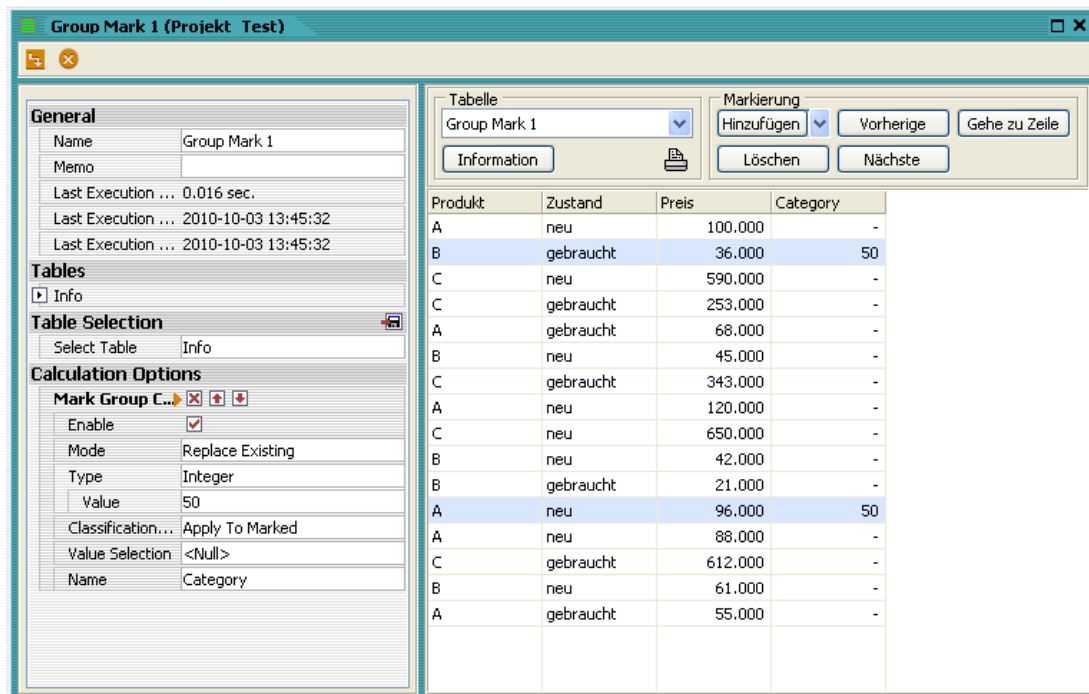 Group Mark 1 (Projekt Test)
General
Name Group Mark 1
Memo
Last Execution ... 0.016 sec.
Last Execution ... 2010-10-03 13:45:32
Last Execution ... 2010-10-03 13:45:32
Tables
Info
Table Selection
Select Table Info
Calculation Options
Mark Group C...
Enable
Mode Replace Existing
Type Integer
Value 50
Classification... Apply To Marked
Value Selection <Null>
Name Category
Tabelle
Group Mark 1
Information
Markierung
Hinzufügen Vorherige Gehe zu Zeile
Löschen Nächste
Produkt Zustand Preis Category
A neu 100.000 -
B gebraucht 36.000 50
C neu 590.000 -
C gebraucht 253.000 -
A gebraucht 68.000 -
B neu 45.000 -
C gebraucht 343.000 -
A neu 120.000 -
C neu 650.000 -
B neu 42.000 -
B gebraucht 21.000 -
A neu 96.000 50
A neu 88.000 -
C gebraucht 612.000 -
B neu 61.000 -
A gebraucht 55.000 -